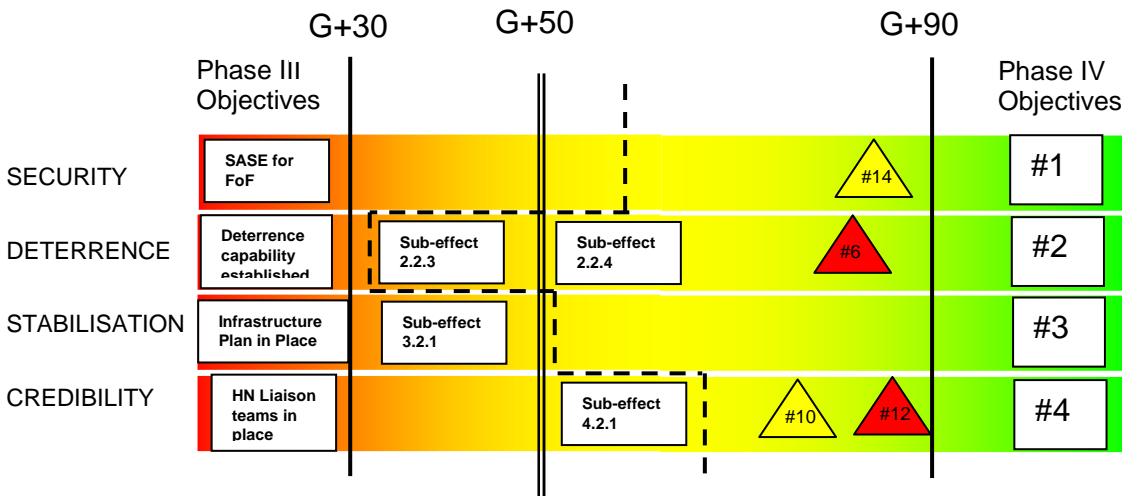 G+30
G+50
G+90
Phase III
Objectives
Phase IV
Objectives
SECURITY
SASE for
FoF
#14
#1
DETERRENCE
Deterrence
capability
established
Sub-effect
2.2.3
Sub-effect
2.2.4
#6
#2
STABILISATION
Infrastructure
Plan in Place
Sub-effect
3.2.1
#3
CREDIBILITY
HN Liaison
teams in
place
Sub-effect
4.2.1
#10
#12
#4